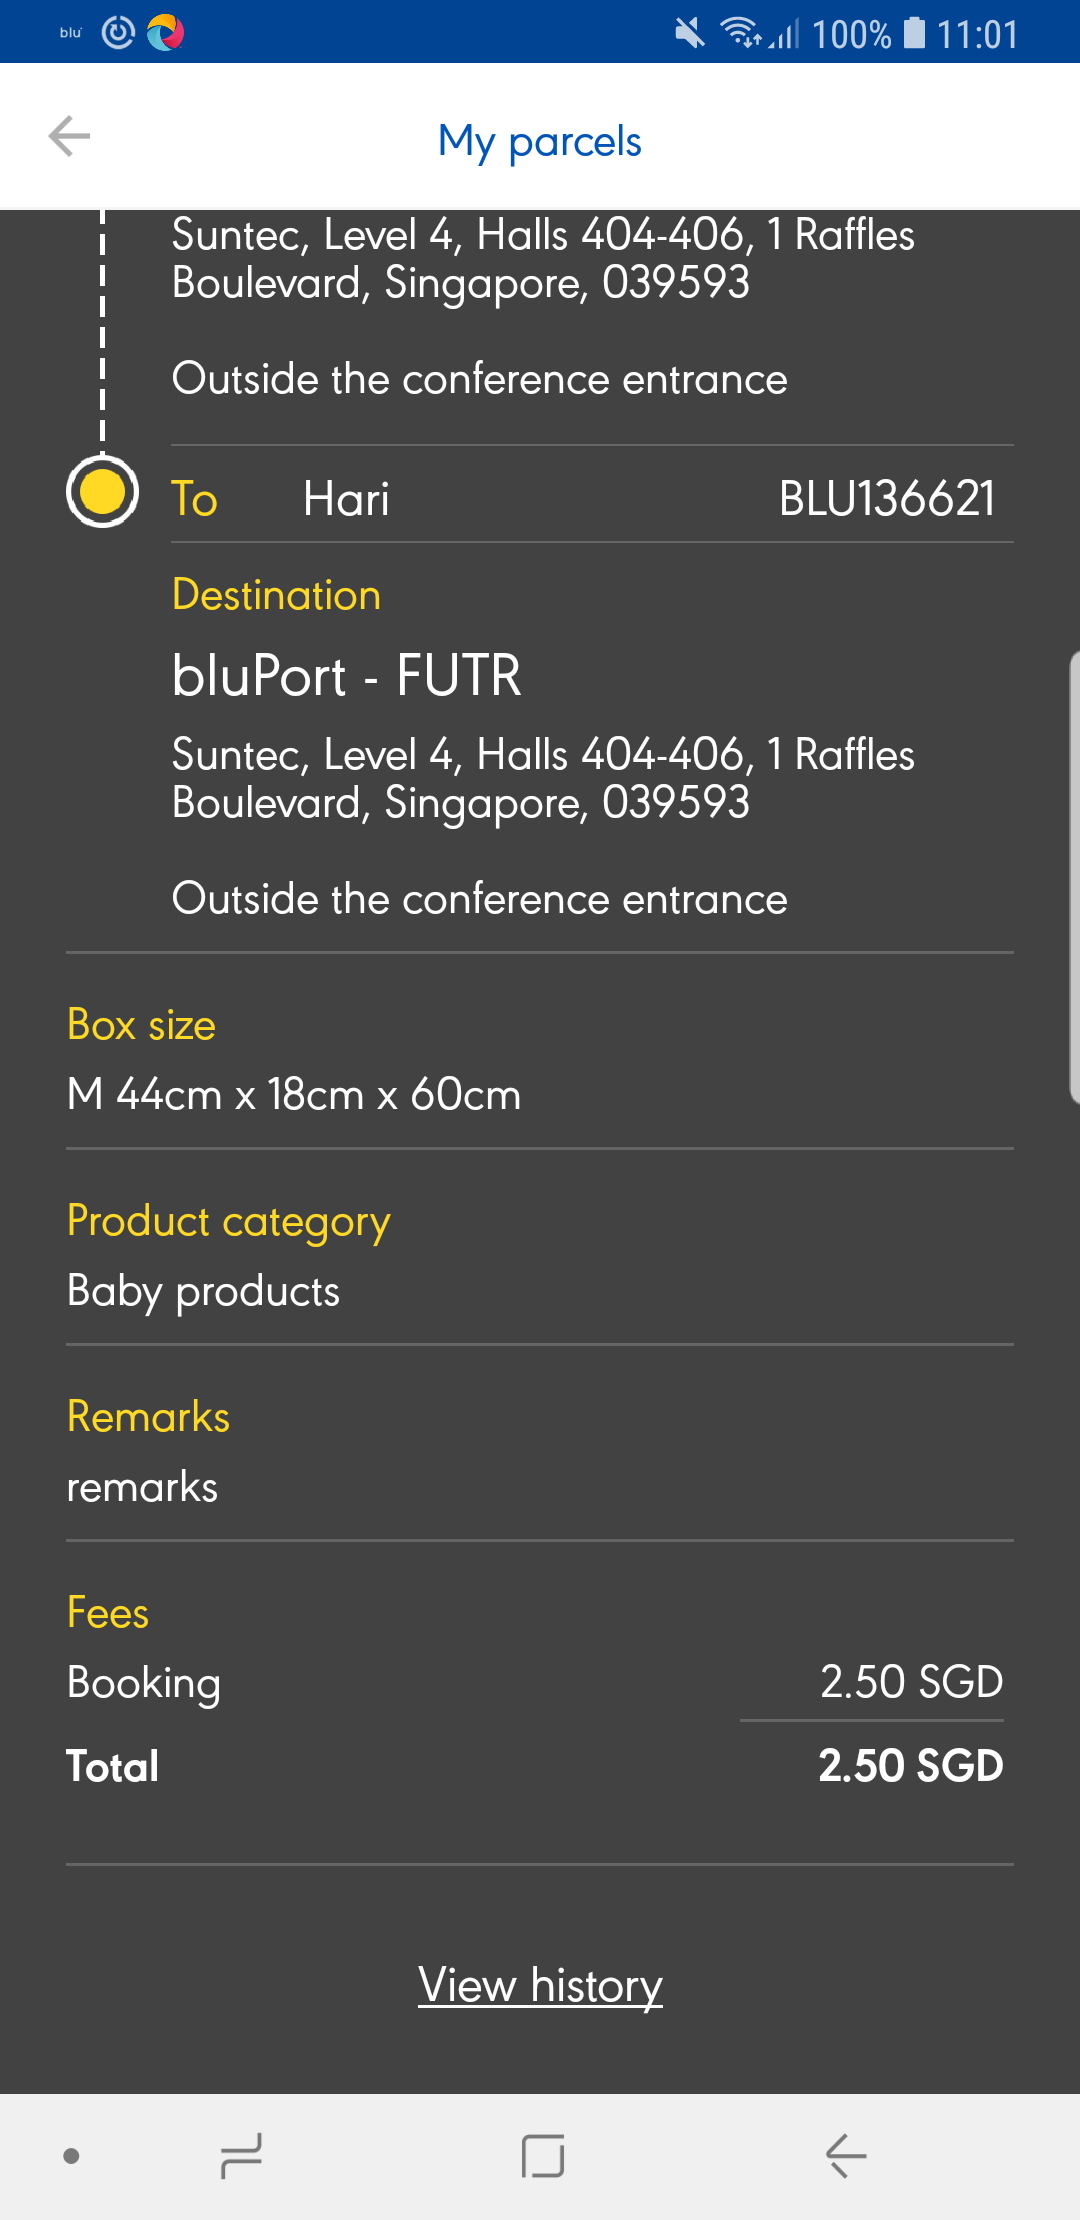 blu
100% 11:01
My parcels
Suntec, Level 4, Halls 404-406, 1 Raffles
Boulevard, Singapore, 039593
Outside the conference entrance
To Hari BLU136621
Destination
bluPort - FUTR
Suntec, Level 4, Halls 404-406, 1 Raffles
Boulevard, Singapore, 039593
Outside the conference entrance
Box size
M 44cm x 18cm x 60cm
Product category
Baby products
Remarks
remarks
Fees
Booking 2.50 SGD
Total 2.50 SGD
View history